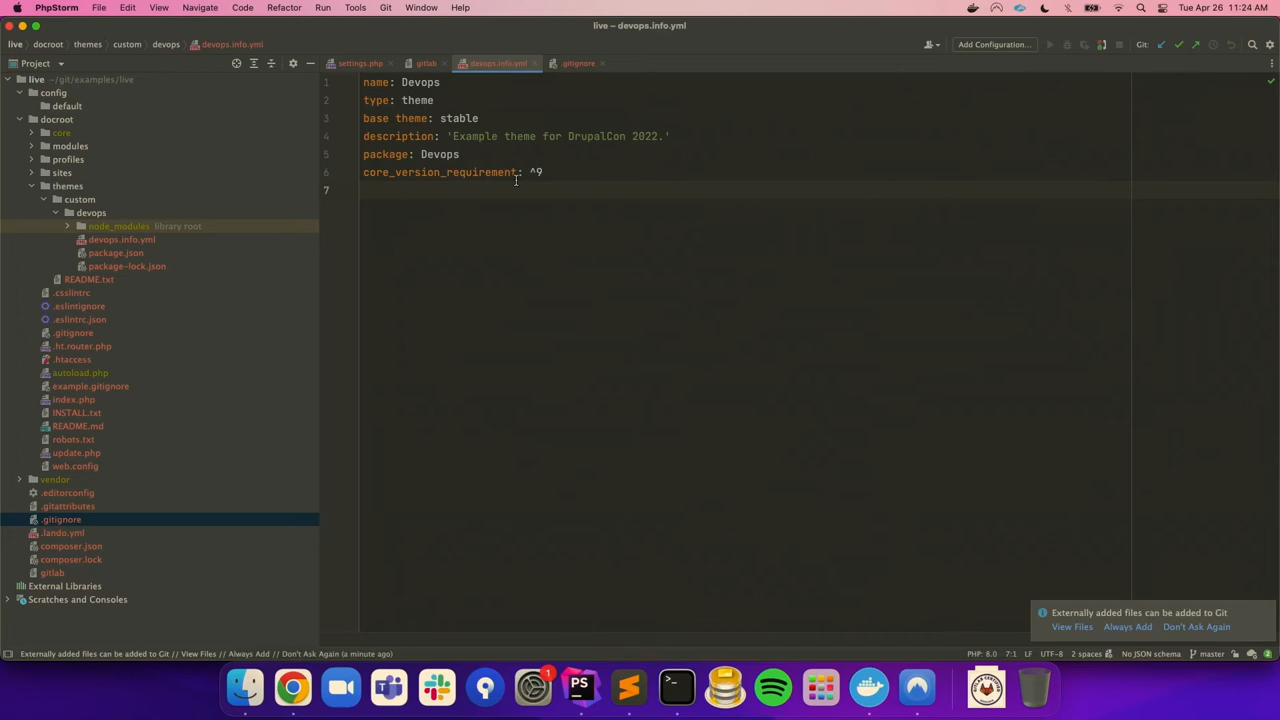 PhpStorm File Edit View Navigate Code Refactor Run Tools Git Window Help Tue Apr 26 11:24 AM
live – devops.info.yml
live docroot themes custom devops devops.info.yml Add Configuration... Git:
Project settings.php gitlab devops.info.yml .gitignore
live ~/git/examples/live
config
default
docroot
core
modules
profiles
sites
themes
custom
devops
node_modules library root
devops.info.yml
package.json
package-lock.json
README.txt
.csslintrc
.eslintignore
.eslintrc.json
.gitignore
.ht.router.php
.htaccess
autoload.php
example.gitignore
index.php
INSTALL.txt
README.md
robots.txt
update.php
web.config
vendor
.editorconfig
.gitattributes
.gitignore
.lando.yml
composer.json
composer.lock
gitlab
External Libraries
Scratches and Consoles
1 name: Devops
2 type: theme
3 base theme: stable
4 description: 'Example theme for DrupalCon 2022.'
5 package: Devops
6 core_version_requirement: ^9
7
Externally added files can be added to Git
View Files Always Add Don't Ask Again
Externally added files can be added to Git // View Files // Always Add // Don't Ask Again (a minute ago) PHP: 8.0 7:1 LF UTF-8 2 spaces No JSON schema master 2
1
PS
>_